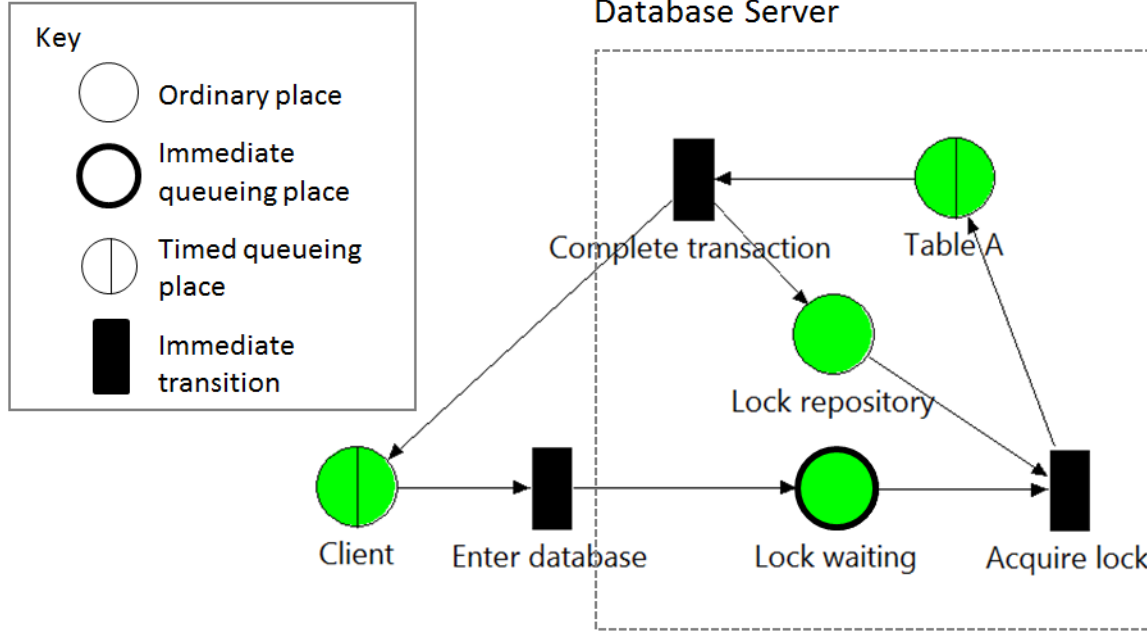 Database Server
Key
Ordinary place
Immediate
queueing place
Timed queueing
place
Immediate
transition
Complete transaction
Table A
Lock repository
Client
Enter database
Lock waiting
Acquire lock